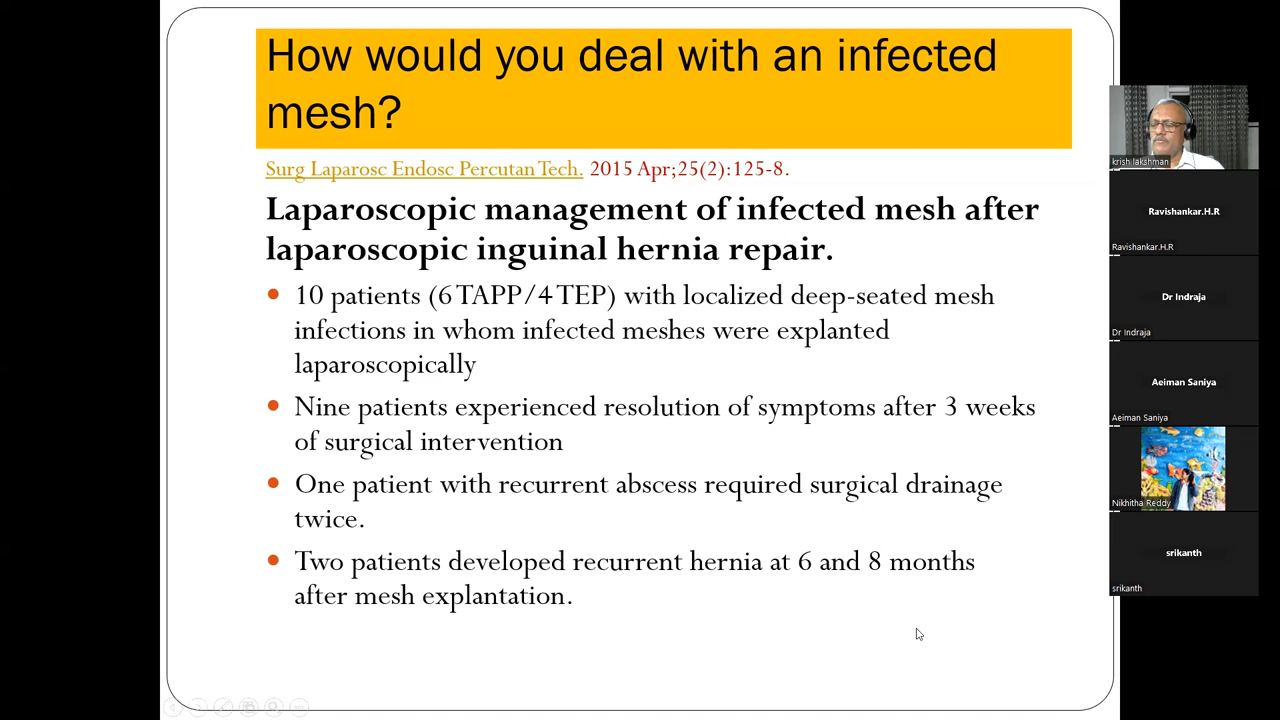 How would you deal with an infected
mesh?
Surg Laparosc Endosc Percutan Tech. 2015 Apr;25(2):125-8.
Laparoscopic management of infected mesh after
laparoscopic inguinal hernia repair.
10 patients (6 TAPP/4 TEP) with localized deep-seated mesh
infections in whom infected meshes were explanted
laparoscopically
Nine patients experienced resolution of symptoms after 3 weeks
of surgical intervention
One patient with recurrent abscess required surgical drainage
twice.
Two patients developed recurrent hernia at 6 and 8 months
after mesh explantation.
krish lakshman
Ravishankar.H.R
Ravishankar.H.R
Dr Indraja
Dr Indraja
Aeiman Saniya
Aeiman Saniya
Nikhitha Reddy
srikanth
srikanth